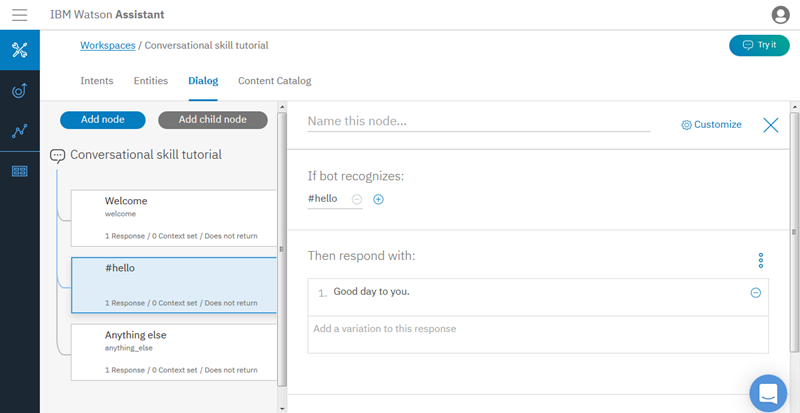 IBM Watson Assistant
Workspaces / Conversational skill tutorial
Try it
Intents Entities Dialog Content Catalog
Add node Add child node
Conversational skill tutorial
Welcome
welcome
1 Response / 0 Context set / Does not return
#hello
1 Response / 0 Context set / Does not return
Anything else
anything_else
1 Response / 0 Context set / Does not return
Name this node...
Customize
If bot recognizes:
#hello
Then respond with:
1. Good day to you.
Add a variation to this response